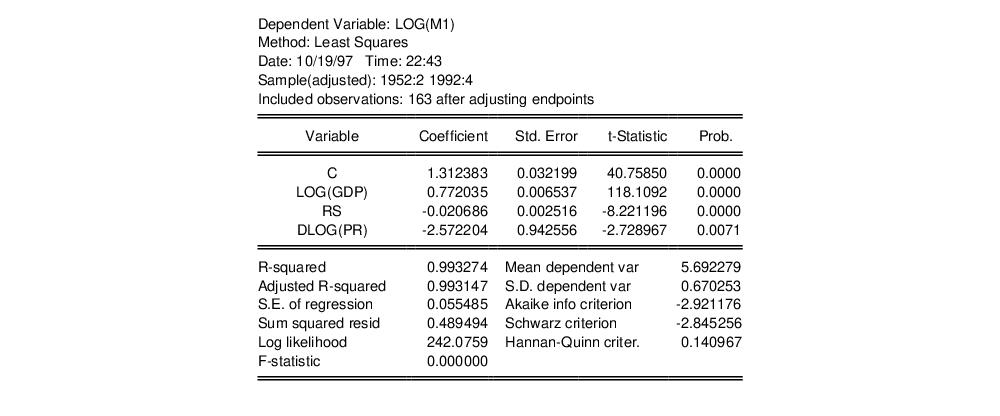 Dependent Variable: LOG(M1)
Method: Least Squares
Date: 10/19/97 Time: 22:43
Sample(adjusted): 1952:2 1992:4
Included observations: 163 after adjusting endpoints
Variable Coefficient Std. Error t-Statistic Prob.
C 1.312383 0.032199 40.75850 0.0000
LOG(GDP) 0.772035 0.006537 118.1092 0.0000
RS -0.020686 0.002516 -8.221196 0.0000
DLOG(PR) -2.572204 0.942556 -2.728967 0.0071
R-squared 0.993274 Mean dependent var 5.692279
Adjusted R-squared 0.993147 S.D. dependent var 0.670253
S.E. of regression 0.055485 Akaike info criterion -2.921176
Sum squared resid 0.489494 Schwarz criterion -2.845256
Log likelihood 242.0759 Hannan-Quinn criter. 0.140967
F-statistic 0.000000